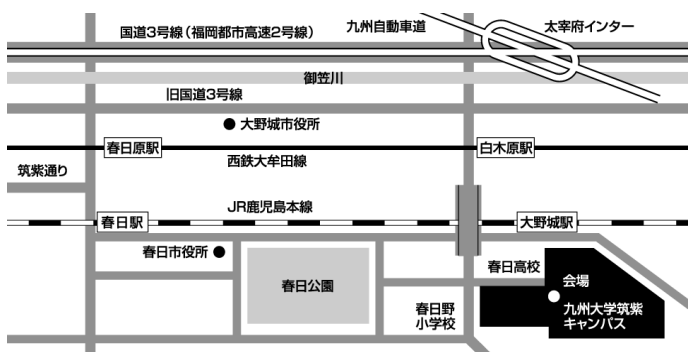 国道3号線(福岡都市高速2号線)
九州自動車道
太宰府インター
御笠川
旧国道3号線
大野城市役所
春日原駅
白木原駅
西鉄大牟田線
筑紫通り
JR鹿児島本線
春日駅
大野城駅
春日市役所
春日公園
春日高校
会場
九州大学筑紫
キャンパス
春日野
小学校